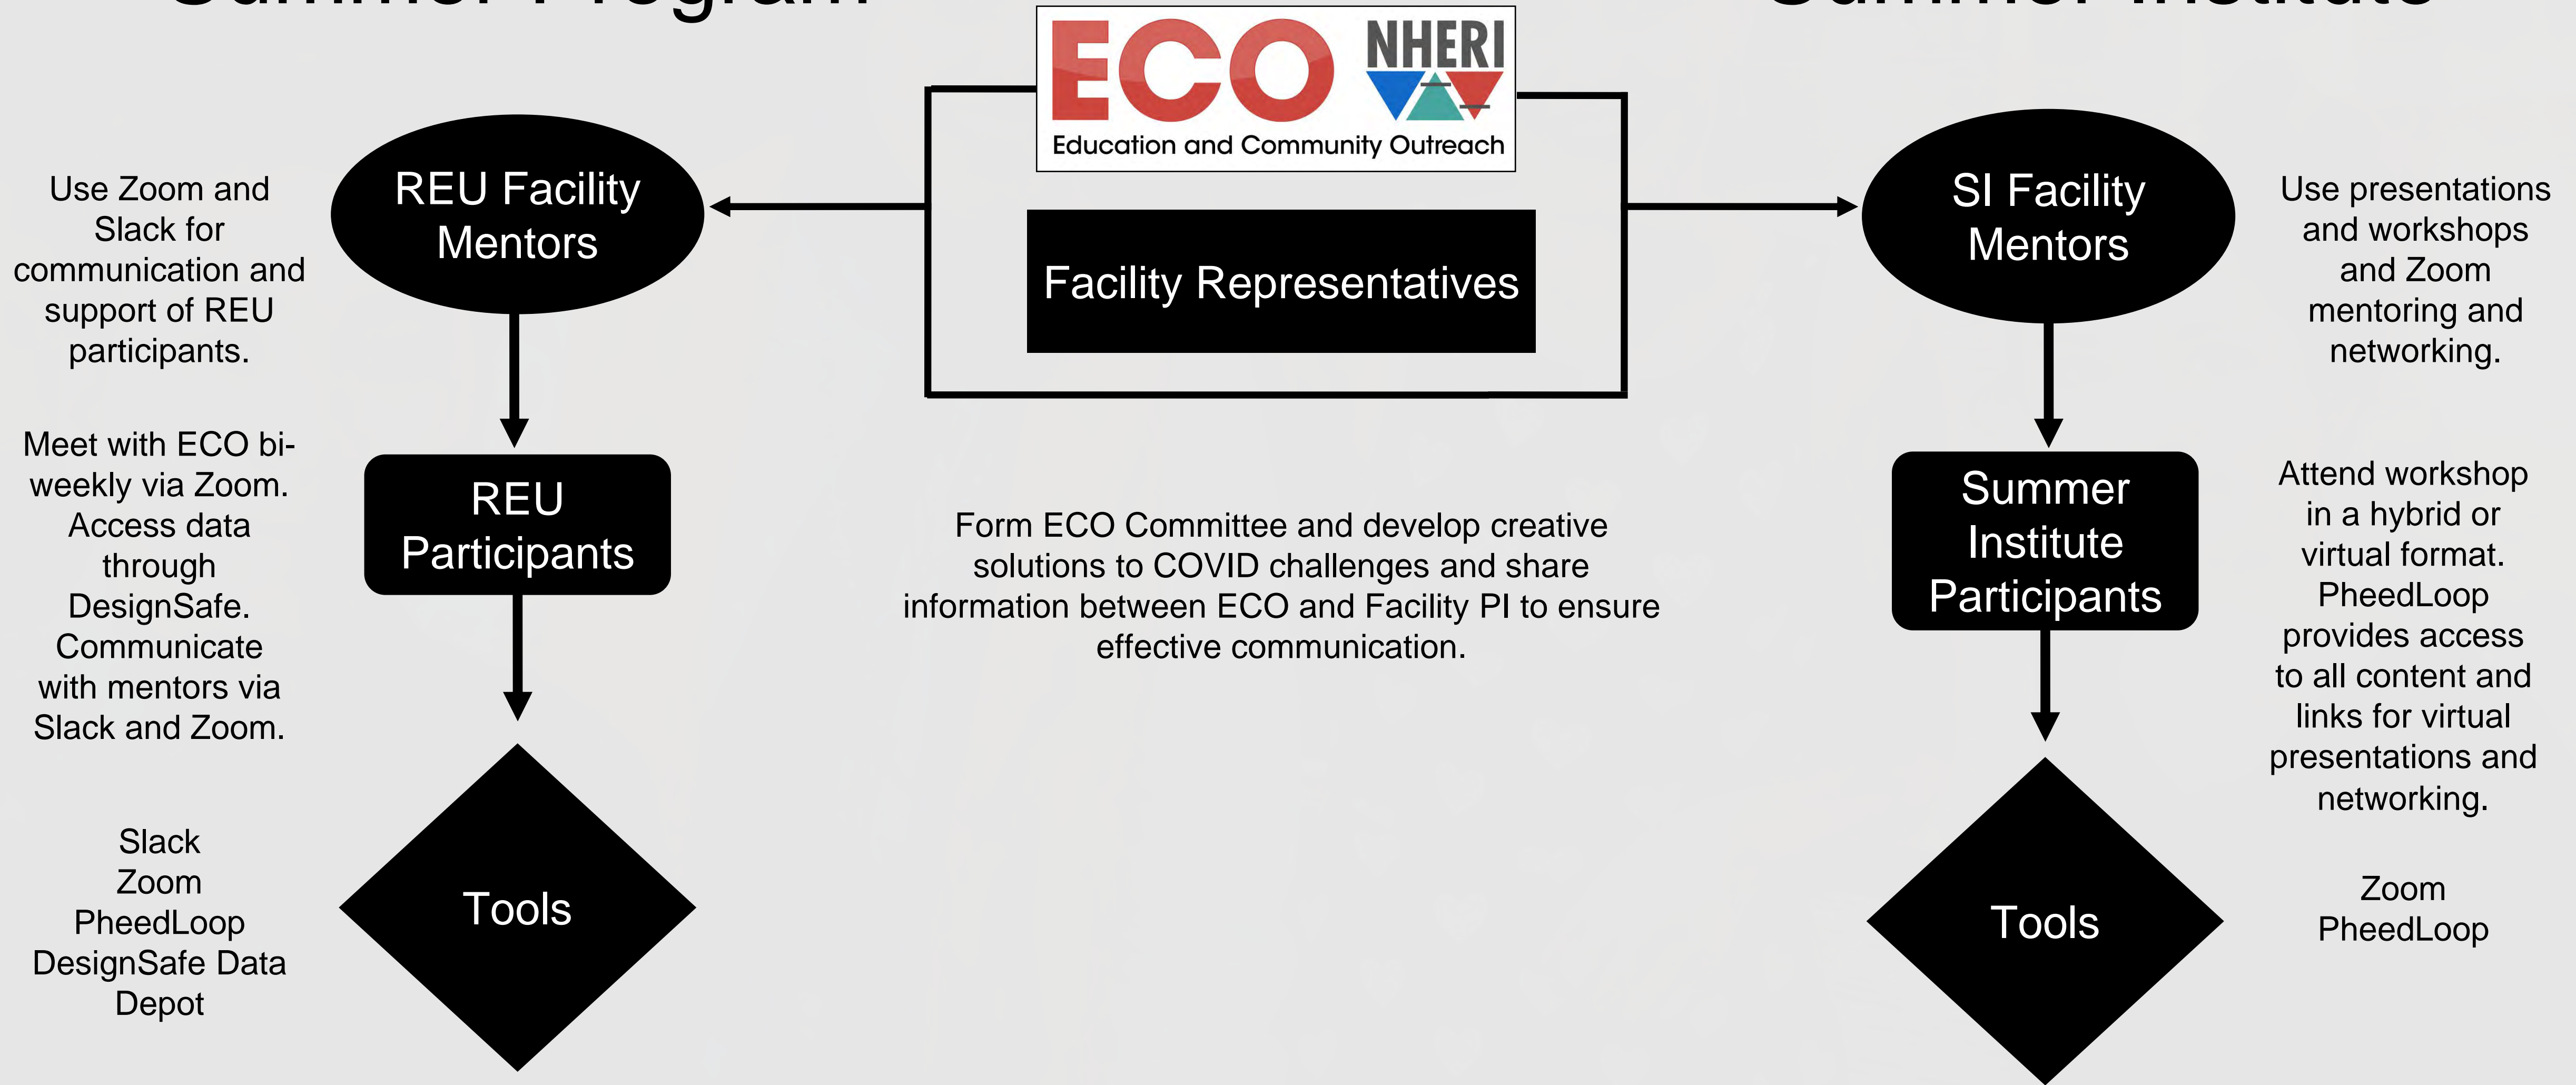 Summer Program
Summer Institute
ECO
NHERI
Education and Community Outreach
Facility Representatives
Form ECO Committee and develop creative
solutions to COVID challenges and share
information between ECO and Facility PI to ensure
effective communication.
Use Zoom and
Slack for
communication and
support of REU
participants.
REU Facility
Mentors
Meet with ECO bi-
weekly via Zoom.
Access data
through
DesignSafe.
Communicate
with mentors via
Slack and Zoom.
REU
Participants
Slack
Zoom
PheedLoop
DesignSafe Data
Depot
Tools
SI Facility
Mentors
Use presentations
and workshops
and Zoom
mentoring and
networking.
Summer
Institute
Participants
Attend workshop
in a hybrid or
virtual format.
PheedLoop
provides access
to all content and
links for virtual
presentations and
networking.
Tools
Zoom
PheedLoop